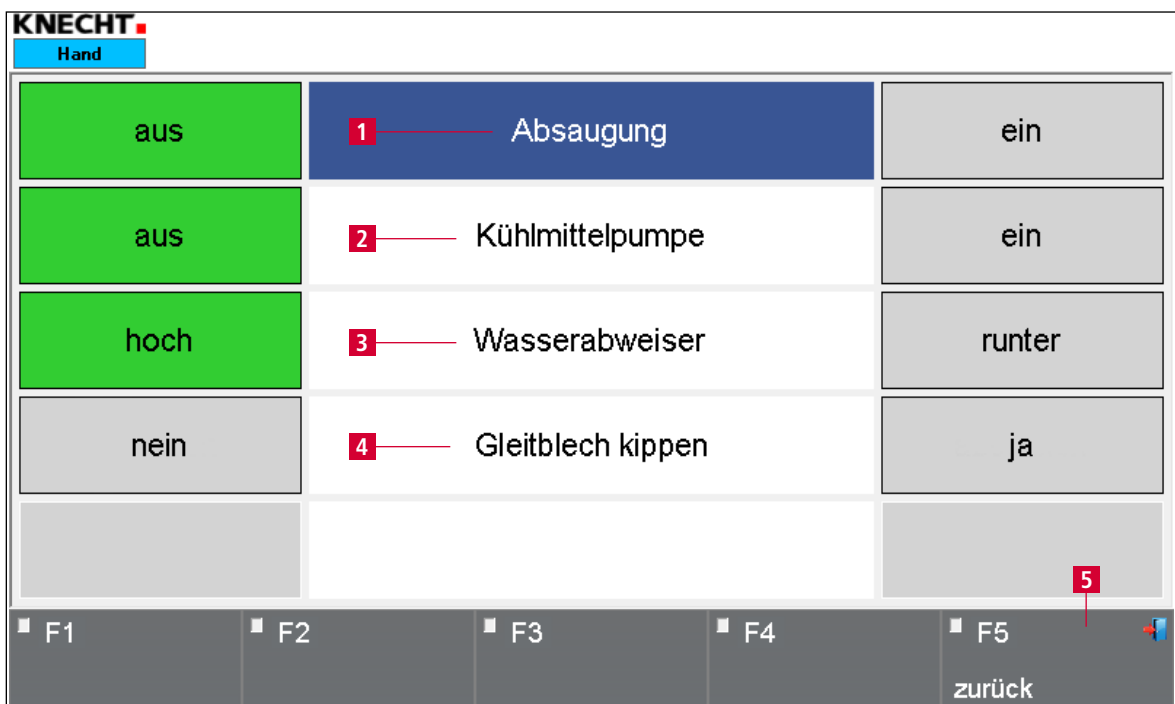 KNECHT
Hand
aus 1 Absaugung ein
aus 2 Kühlmittelpumpe ein
hoch 3 Wasserabweiser runter
nein 4 Gleitblech kippen ja
5
F1 F2 F3 F4 F5
zurück